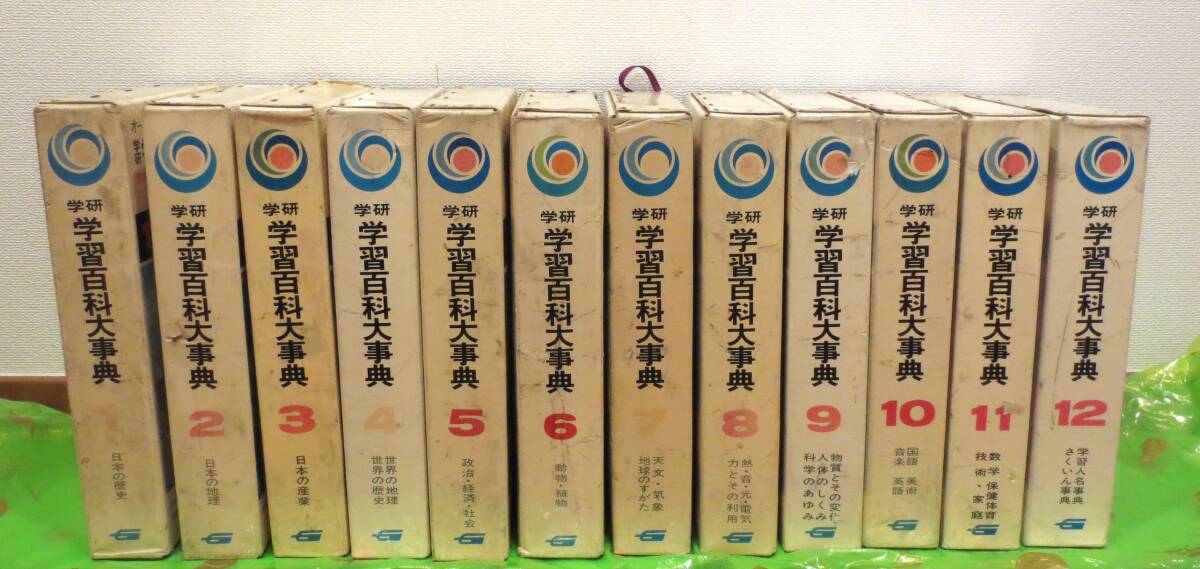 学研
学習百科大事典
日本の歴史
オー
学研
学研
学習百科大事典
2
日本の地理
学研
学習百科大事典
3
日本の産業
学研
学習百科大事典
4
世界の地理
世界の歴史
学研
学習百科大事典
5
政治・経済・社会
学研
学習百科大事典
6
動物・植物
学研
学習百科大事典
7
天文・気象
地球のすがた
学研
学習百科大事典
8
熱・音・光・電気
力とその利用
学研
学習百科大事典
9
物質とその変化
人体のしくみ
科学のあゆみ
学研
学習百科大事典
10
国語 美術
音楽 英語
学研
学習百科大事典
11
数学・保健体育
技術・家庭
学研
学習百科大事典
12
学習人名事典
さくいん事典